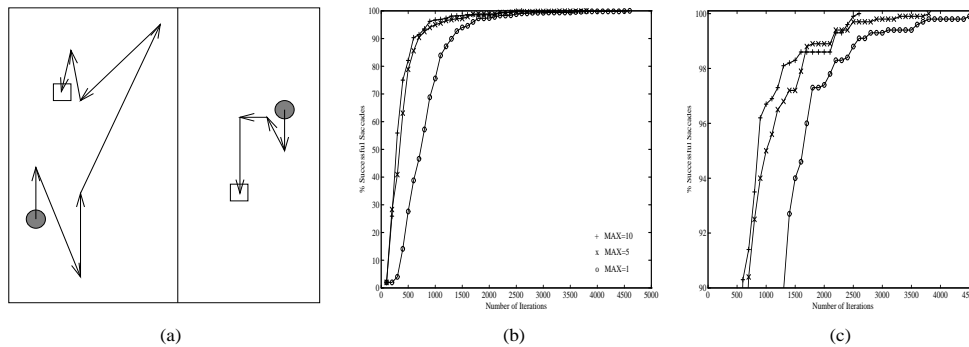 100
90
80
70
60
50
40
30
20
10
0
% Successful Saccades
+ MAX=10
x MAX=5
o MAX=1
0 500 1000 1500 2000 2500 3000 3500 4000 4500 5000
Number of Iterations
100
98
96
94
92
90
% Successful Saccades
0 500 1000 1500 2000 2500 3000 3500 4000 4500
Number of Iterations
(a) (b) (c)